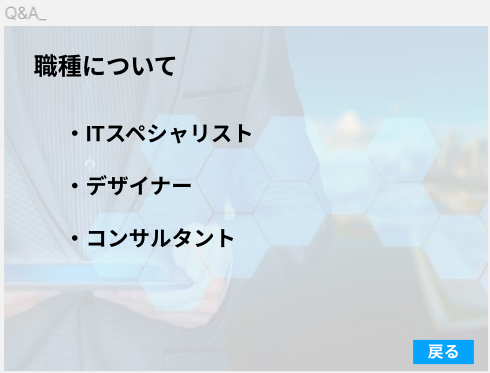 Q&A_
職種について
・ITスペシャリスト
・デザイナー
・コンサルタント
戻る